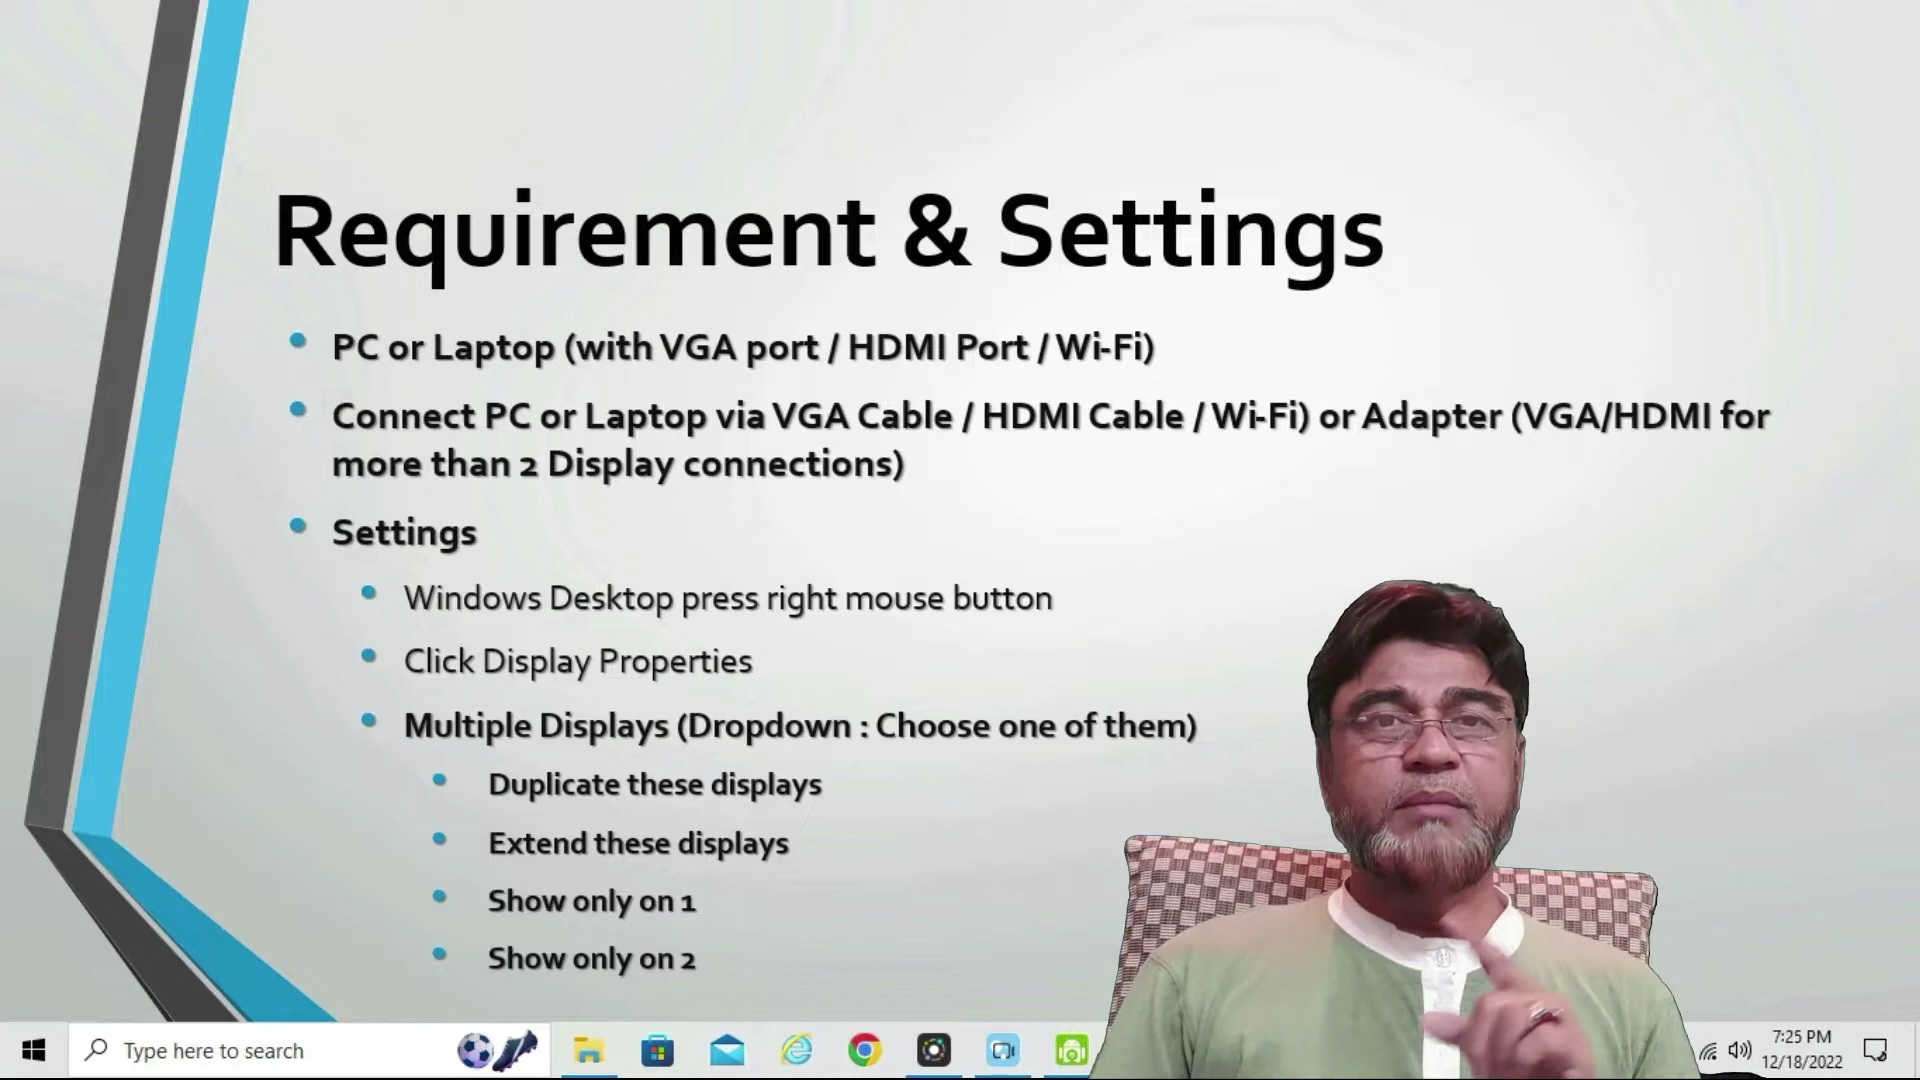 Requirement & Settings
PC or Laptop (with VGA port / HDMI Port / Wi-Fi)
Connect PC or Laptop via VGA Cable / HDMI Cable / Wi-Fi) or Adapter (VGA/HDMI for
more than 2 Display connections)
Settings
Windows Desktop press right mouse button
Click Display Properties
Multiple Displays (Dropdown : Choose one of them)
Duplicate these displays
Extend these displays
Show only on 1
Show only on 2
Type here to search
7:25 PM
12/18/2022